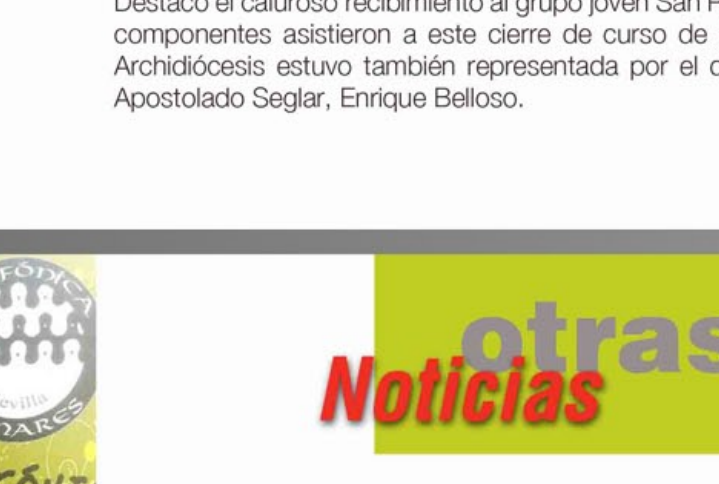 Destacó el caluroso recibimiento al grupo joven San
componentes asistieron a este cierre de curso de
Archidiócesis estuvo también representada por el
Apostolado Seglar, Enrique Belloso.
otras
Noticias